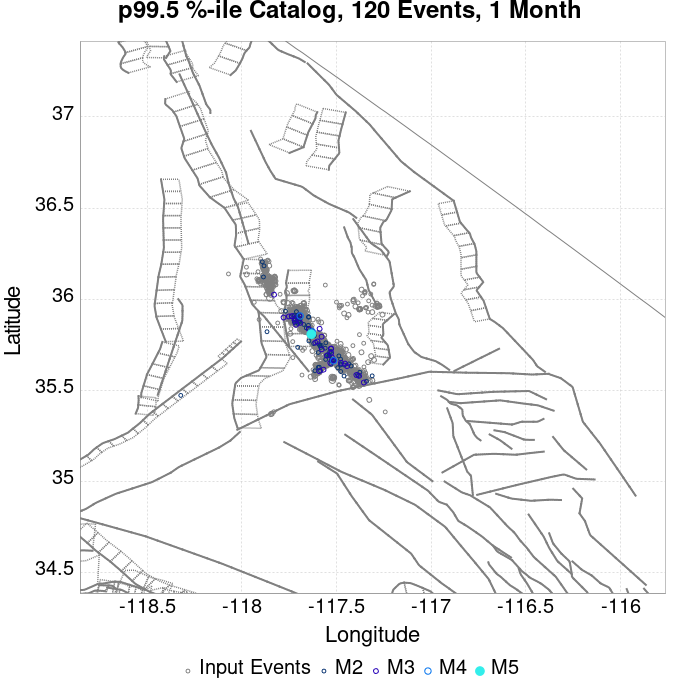 p99.5 %-ile Catalog, 120 Events, 1 Month
37
36.5
36
35.5
35
34.5
Latitude
-118.5 -118 -117.5 -117 -116.5 -116
Longitude
Input Events M2 M3 M4 M5